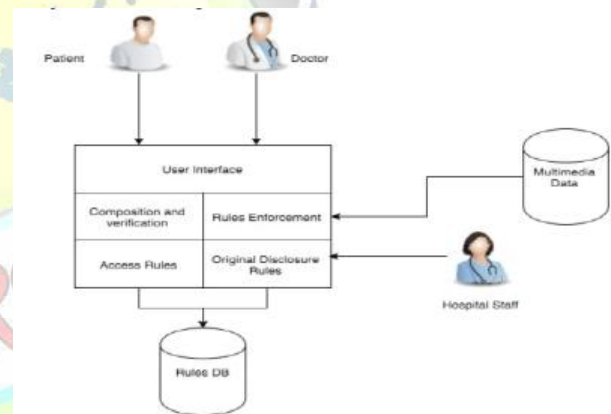 Patient
Doctor
User Interface
Composition and
verification
Rules Enforcement
Access Rules
Original Disclosure
Rules
Multimedia
Data
Hospital Staff
Rules DB